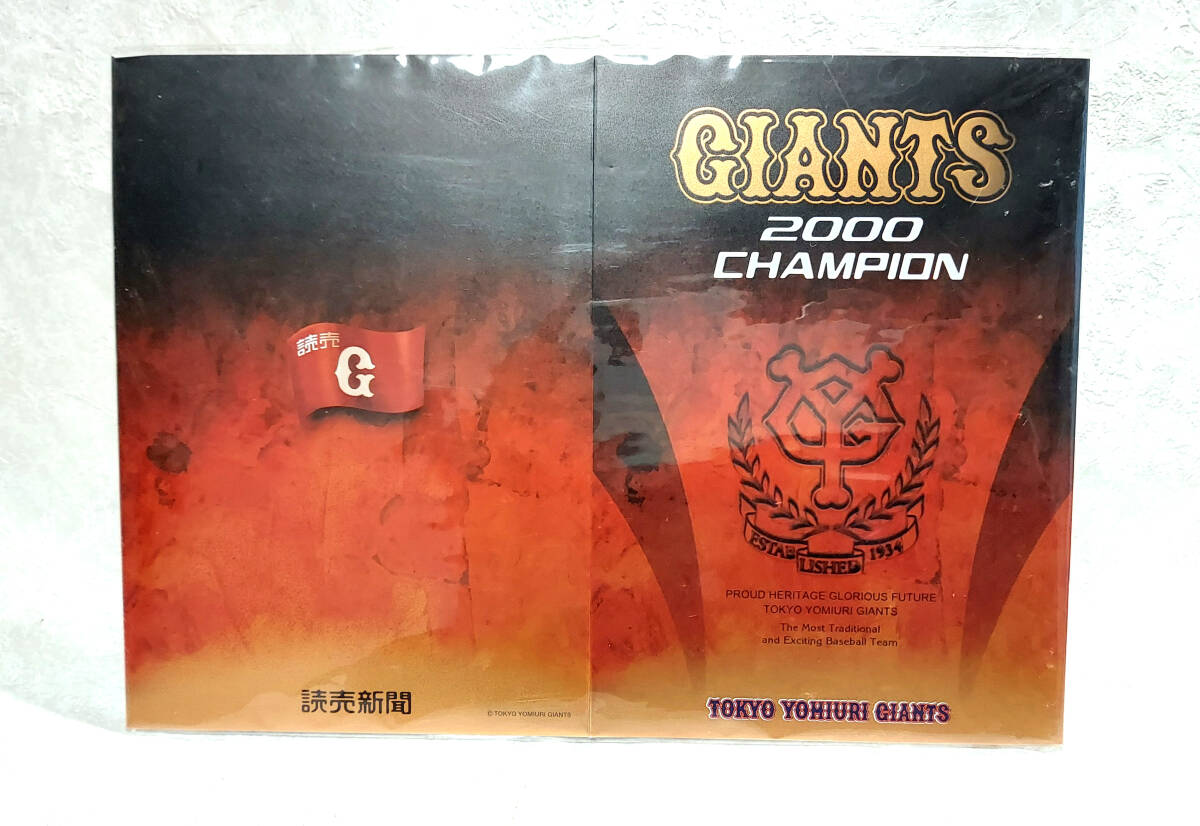 読売
G
読売新聞
© TOKYO YOMIURI GIANTS
GIANTS
2000
CHAMPION
YG
ESTABLISHED 1934
PROUD HERITAGE GLORIOUS FUTURE
TOKYO YOMIURI GIANTS
The Most Traditional
and Exciting Baseball Team
TOKYO YOMIURI GIANTS